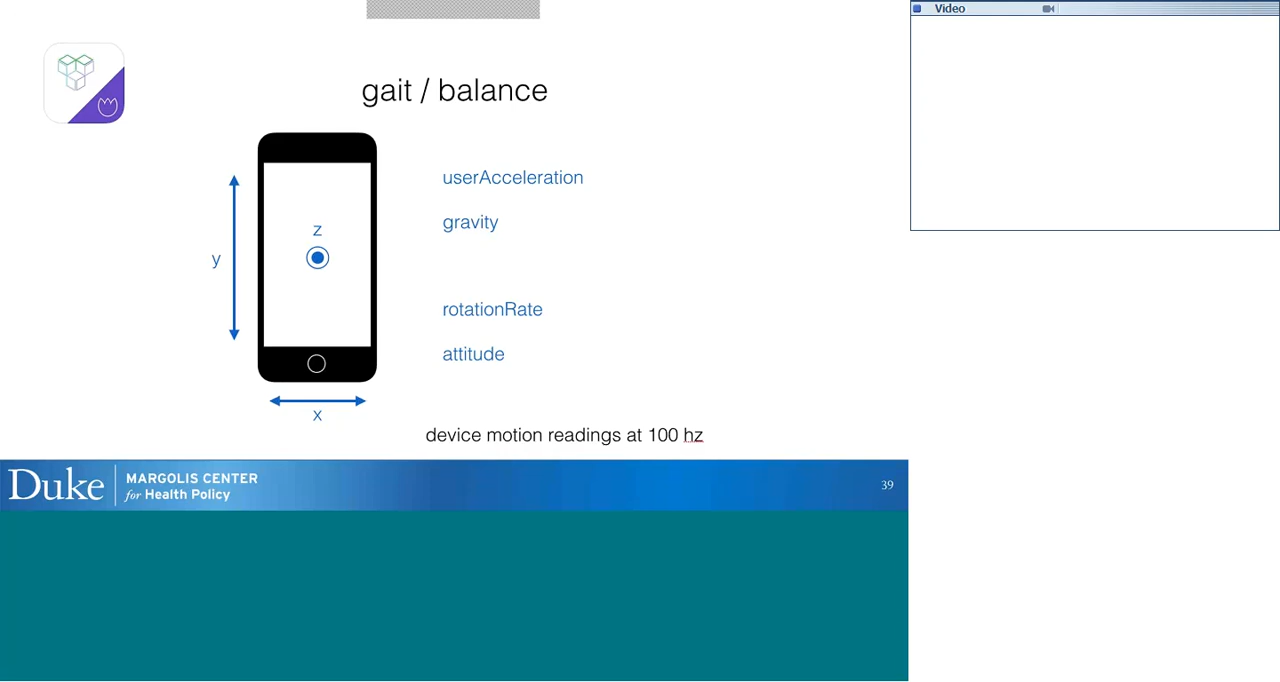 Video
gait / balance
userAcceleration
z
gravity
y
rotationRate
attitude
x
device motion readings at 100 hz
Duke
MARGOLIS CENTER
for Health Policy
39